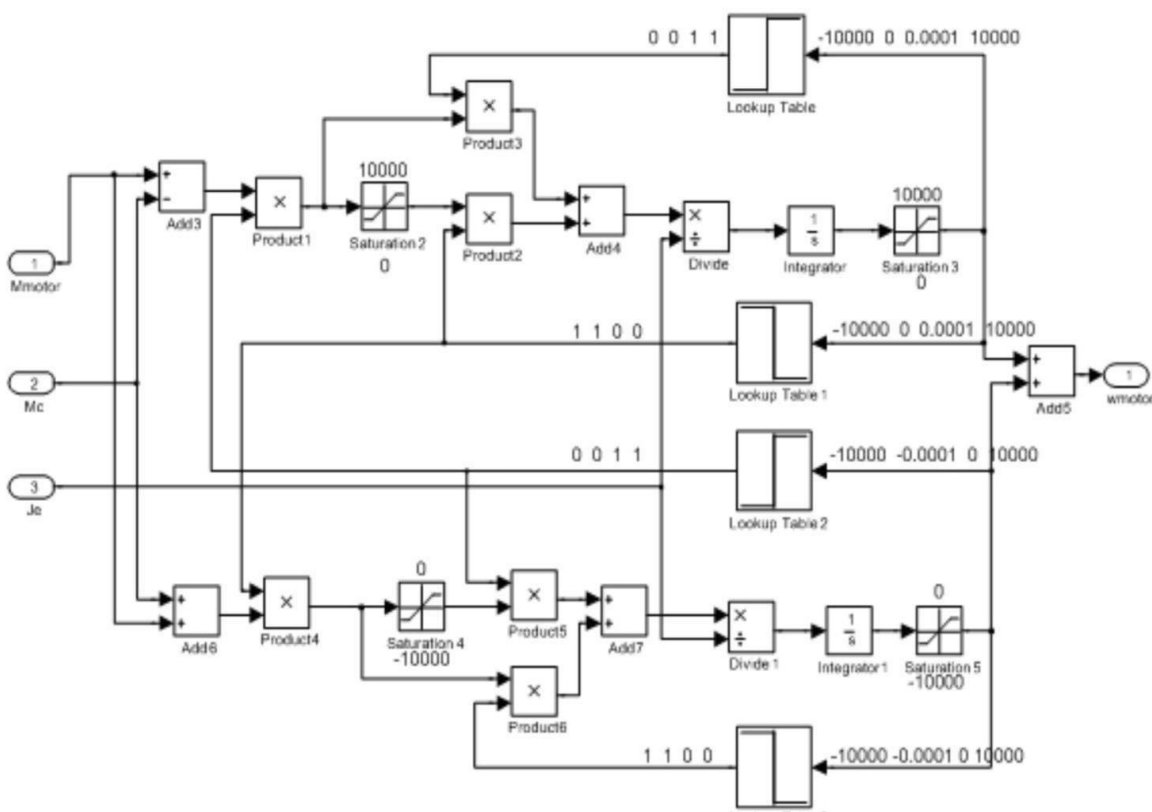 0 0 1 1
-10000 0 0.0001 10000
Lookup Table
×
Product3
+
−
Add3
×
Product1
10000
Saturation 2
0
×
Product2
+
+
Add4
×
÷
Divide
1
s
Integrator
10000
Saturation 3
0
1
Mmotor
1 1 0 0
-10000 0 0.0001 10000
Lookup Table 1
+
+
Add5
1
wmotor
2
Mc
0 0 1 1
-10000 -0.0001 0 10000
Lookup Table 2
3
Je
+
+
Add6
×
Product4
0
Saturation 4
-10000
×
Product5
+
+
Add7
×
÷
Divide 1
1
s
Integrator1
0
Saturation 5
-10000
×
Product6
1 1 0 0
-10000 -0.0001 0 10000